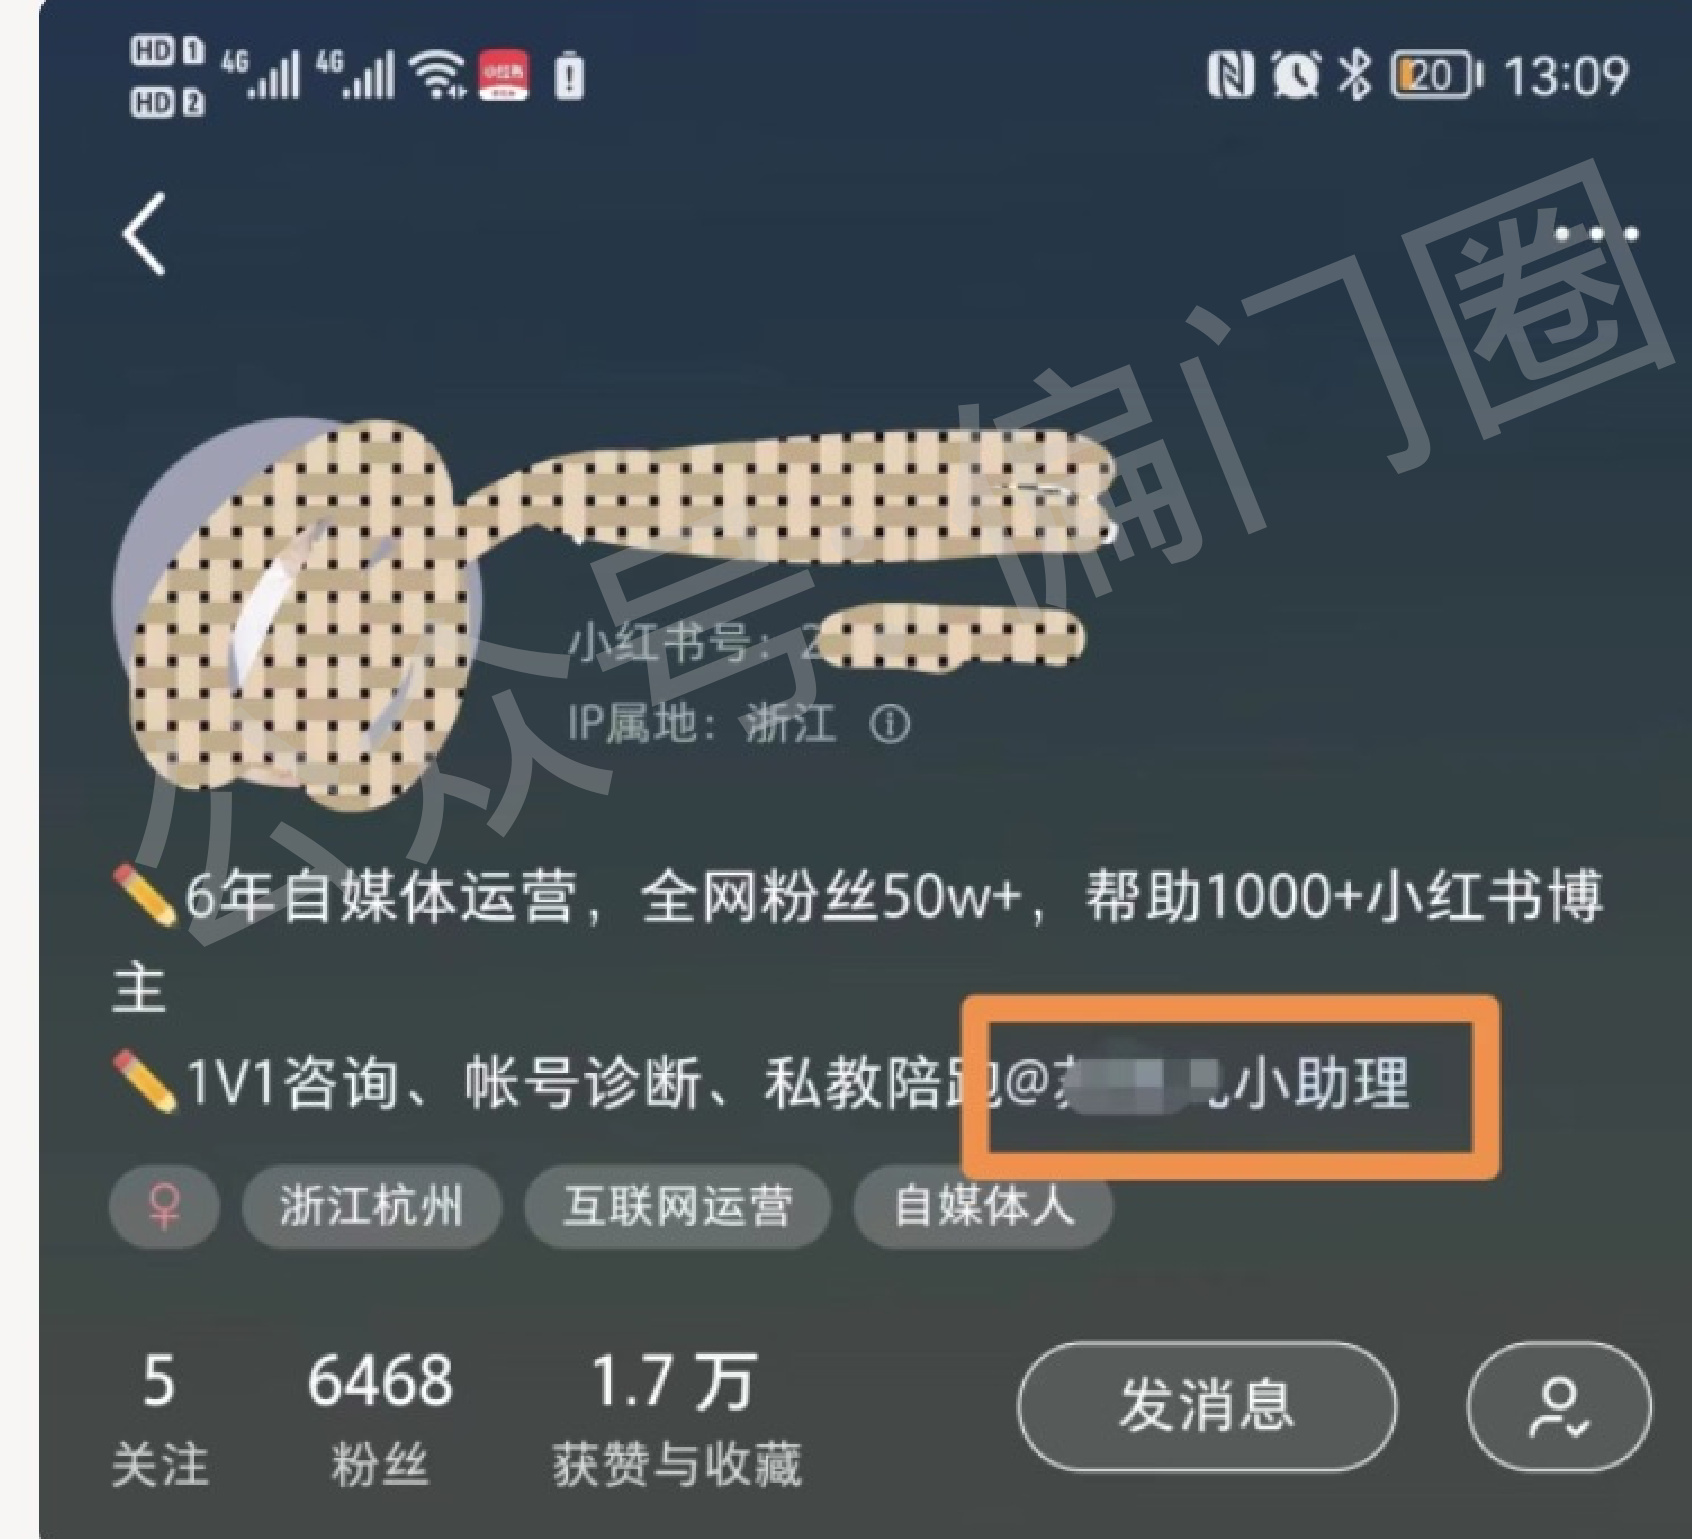 HD 1 4G 4G 小红书 20 13:09
HD 2
小红书号：2
IP属地：浙江
6年自媒体运营，全网粉丝50w+，帮助1000+小红书博
主
1V1咨询、帐号诊断、私教陪跑@小助理
♀ 浙江杭州 互联网运营 自媒体人
5 6468 1.7万 发消息
关注 粉丝 获赞与收藏
公众号：偏门圈